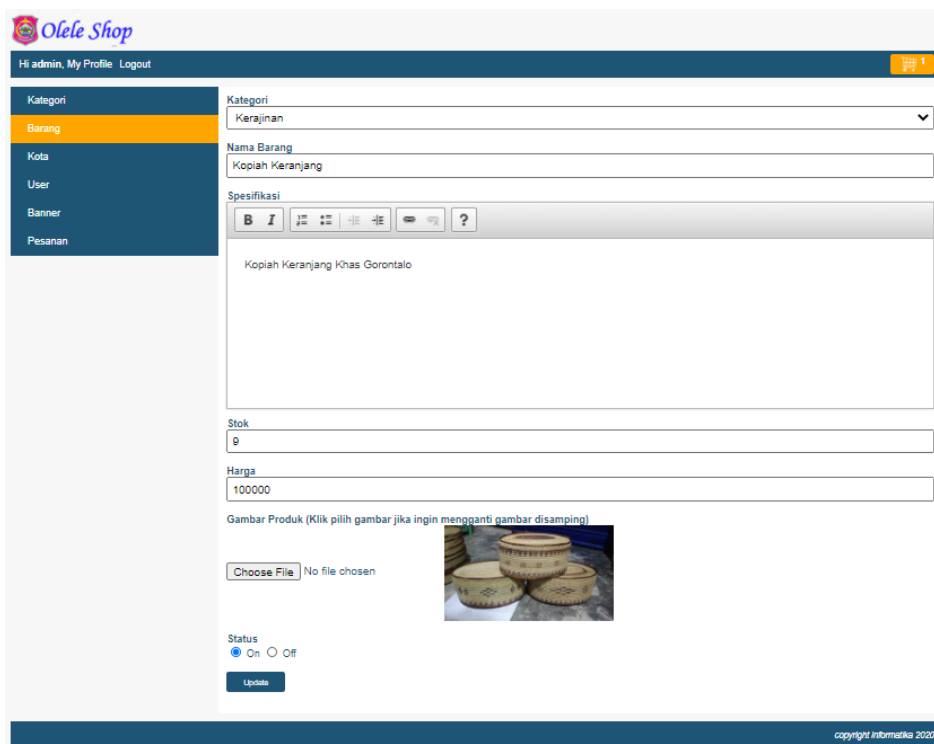 Olele Shop
Hi admin, My Profile Logout
1
Kategori
Barang
Kota
User
Banner
Pesanan
Kategori
Kerajinan
Nama Barang
Kopiah Keranjang
Spesifikasi
B I ?
Kopiah Keranjang Khas Gorontalo
Stok
9
Harga
100000
Gambar Produk (Klik pilih gambar jika ingin mengganti gambar disamping)
Choose File No file chosen
Status
On Off
Update
copyright informatika 2020